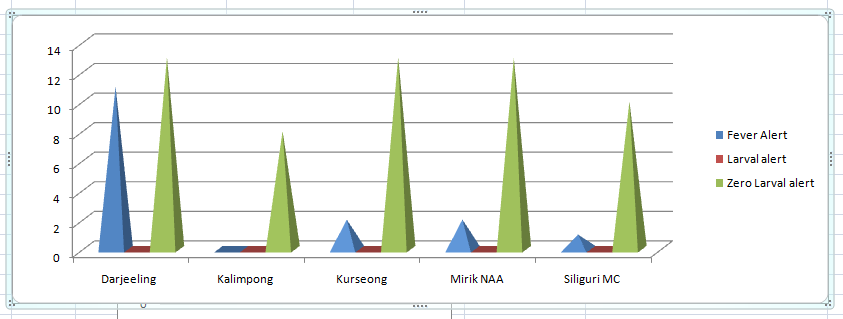 14
12
10
8
6
4
2
0
Darjeeling Kalimpong Kurseong Mirik NAA Siliguri MC
Fever Alert
Larval alert
Zero Larval alert